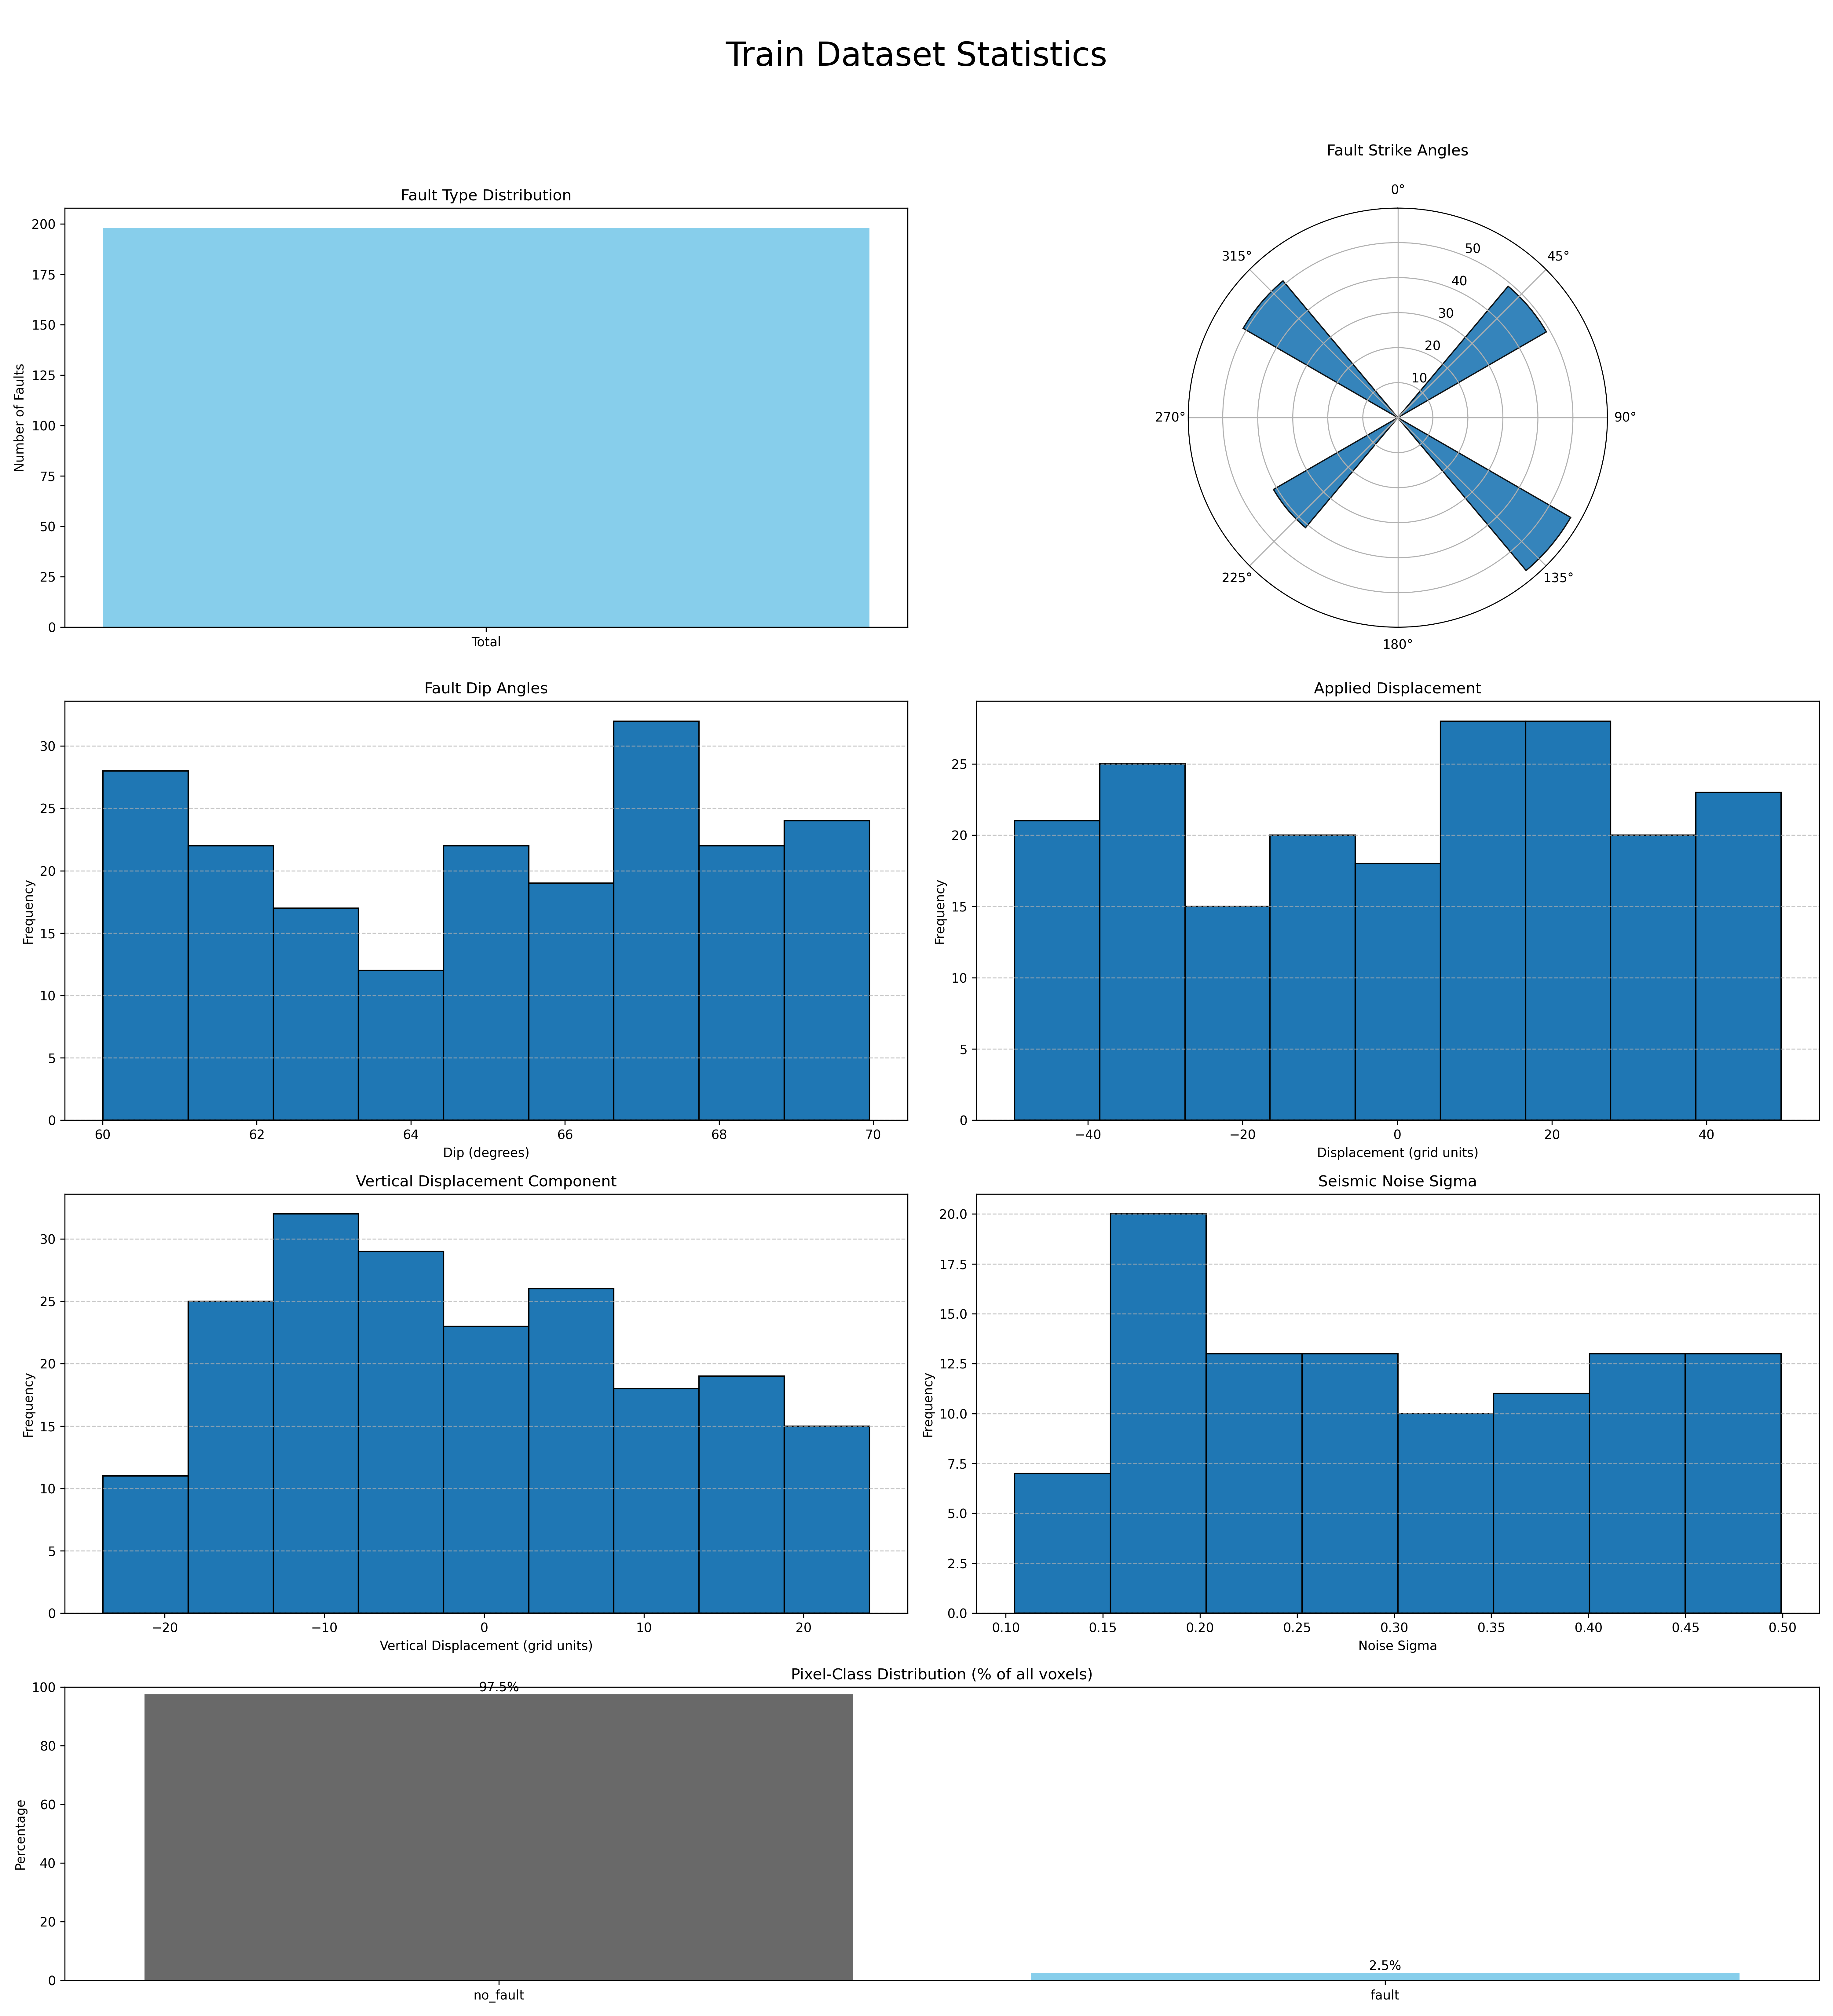 Train Dataset Statistics
Fault Type Distribution
Number of Faults
200
175
150
125
100
75
50
25
0
Total
Fault Strike Angles
0°
45°
90°
135°
180°
225°
270°
315°
50
40
30
20
10
Fault Dip Angles
Frequency
30
25
20
15
10
5
0
60 62 64 66 68 70
Dip (degrees)
Applied Displacement
Frequency
25
20
15
10
5
0
−40 −20 0 20 40
Displacement (grid units)
Vertical Displacement Component
Frequency
30
25
20
15
10
5
0
−20 −10 0 10 20
Vertical Displacement (grid units)
Seismic Noise Sigma
Frequency
20.0
17.5
15.0
12.5
10.0
7.5
5.0
2.5
0.0
0.10 0.15 0.20 0.25 0.30 0.35 0.40 0.45 0.50
Noise Sigma
Pixel-Class Distribution (% of all voxels)
Percentage
100
80
60
40
20
0
97.5%
2.5%
no_fault fault